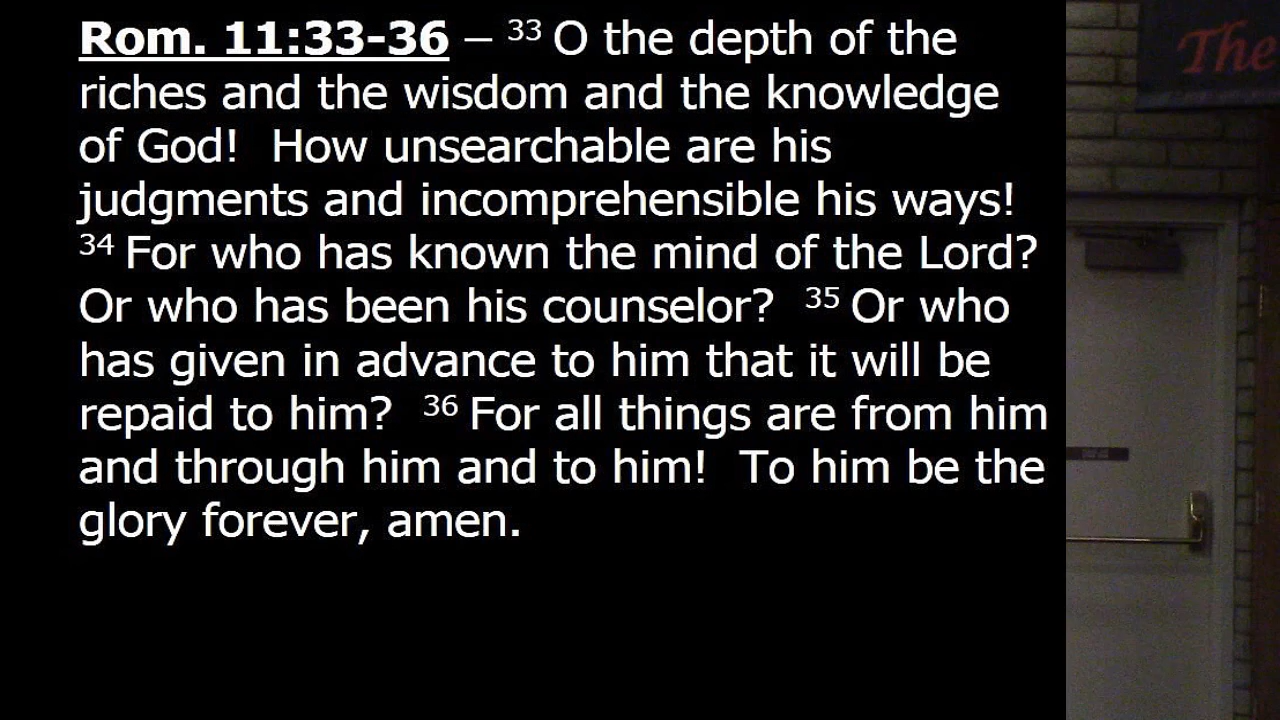 Rom. 11:33-36 – 33 O the depth of the
riches and the wisdom and the knowledge
of God!  How unsearchable are his
judgments and incomprehensible his ways!
34 For who has known the mind of the Lord?
Or who has been his counselor?  35 Or who
has given in advance to him that it will be
repaid to him?  36 For all things are from him
and through him and to him!  To him be the
glory forever, amen.
The